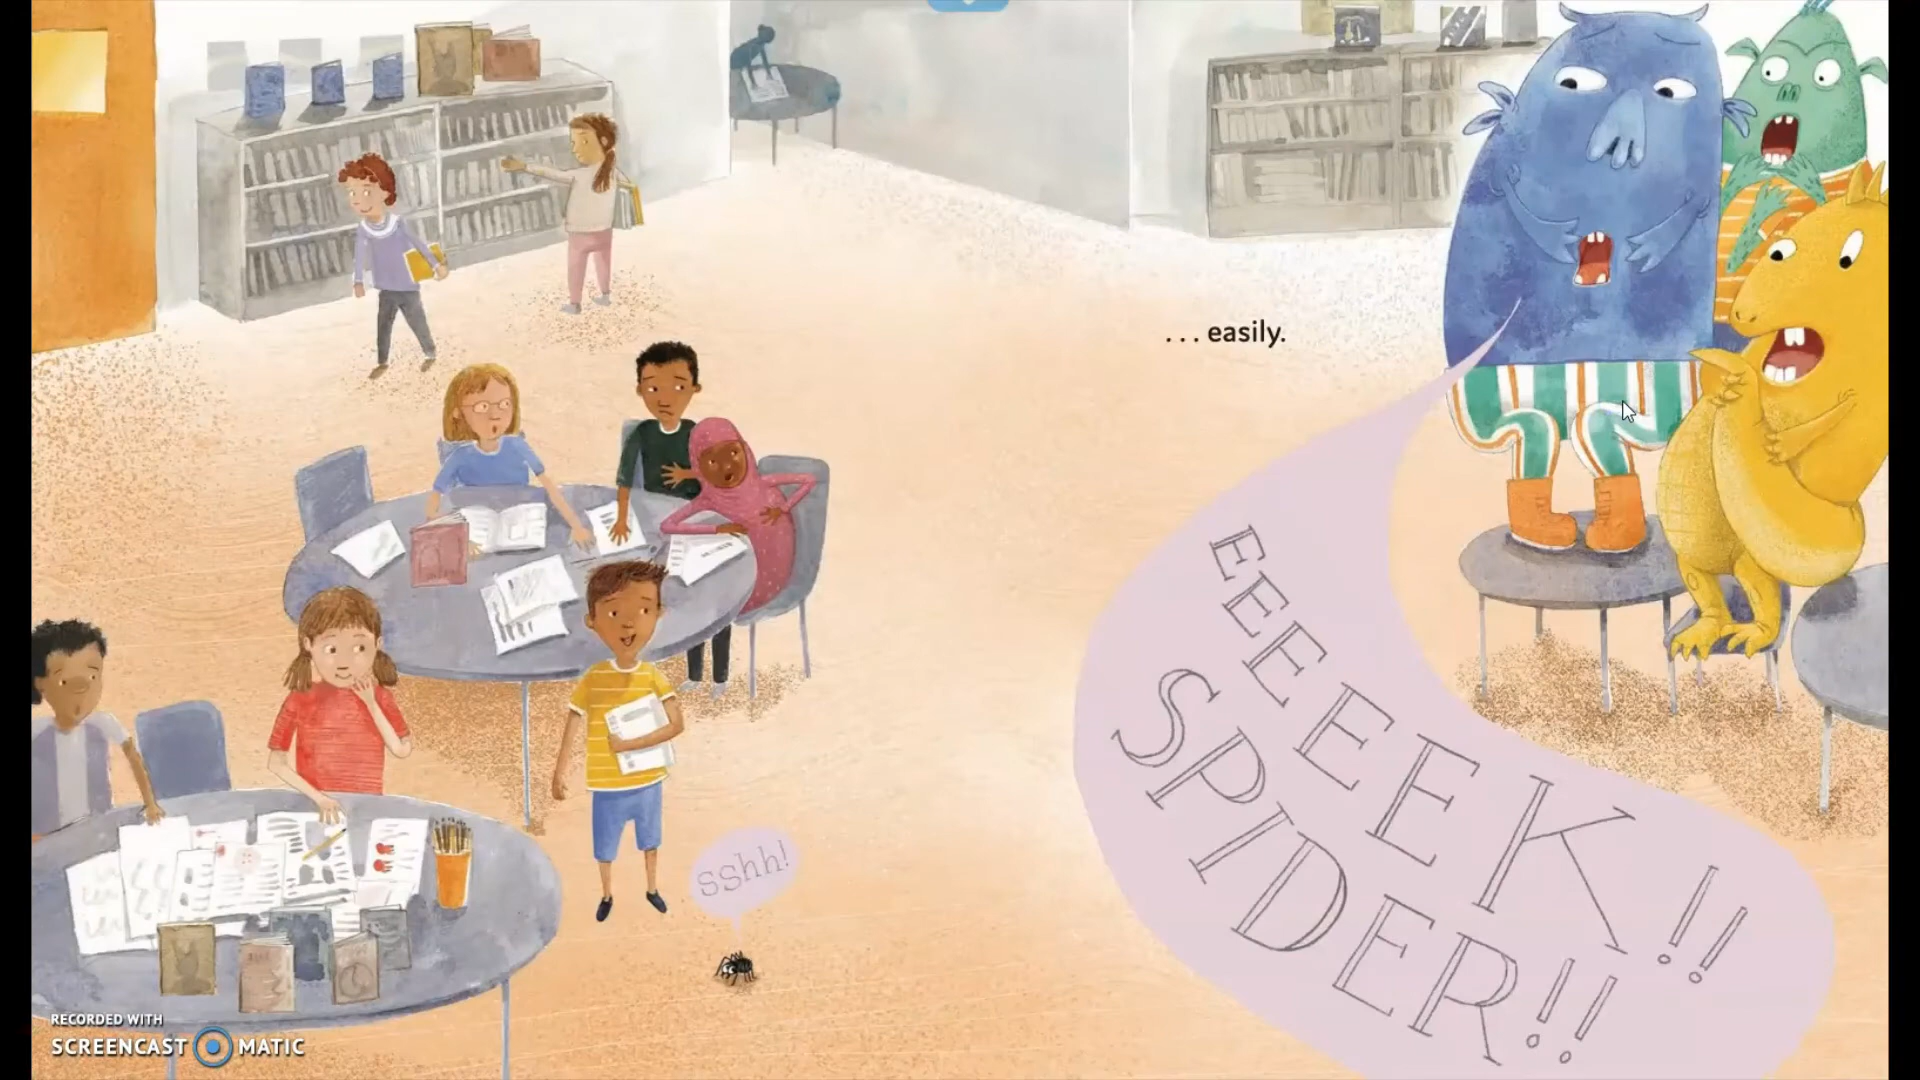 . . . easily.
EEEEEK!!
SPIDER!!
sshh!
RECORDED WITH
SCREENCAST MATIC